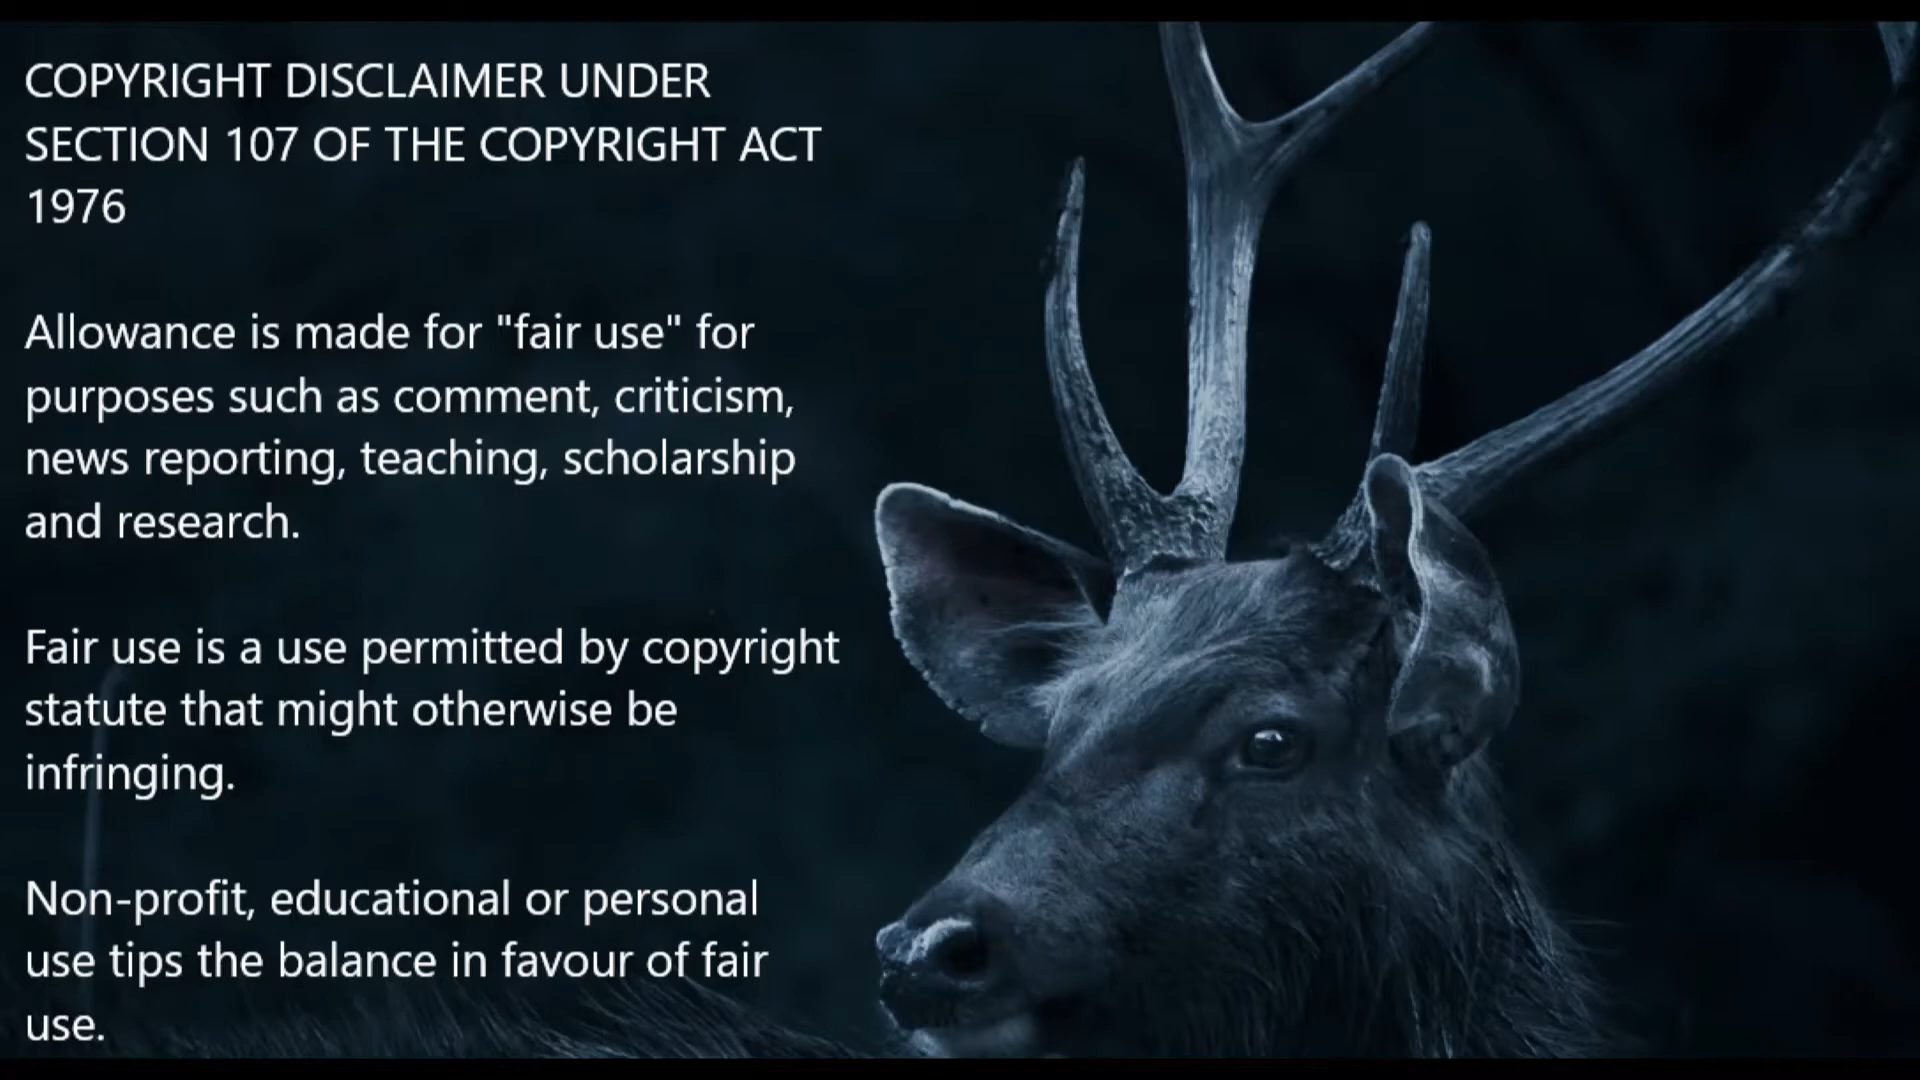 COPYRIGHT DISCLAIMER UNDER
SECTION 107 OF THE COPYRIGHT ACT
1976
Allowance is made for "fair use" for
purposes such as comment, criticism,
news reporting, teaching, scholarship
and research.
Fair use is a use permitted by copyright
statute that might otherwise be
infringing.
Non-profit, educational or personal
use tips the balance in favour of fair
use.